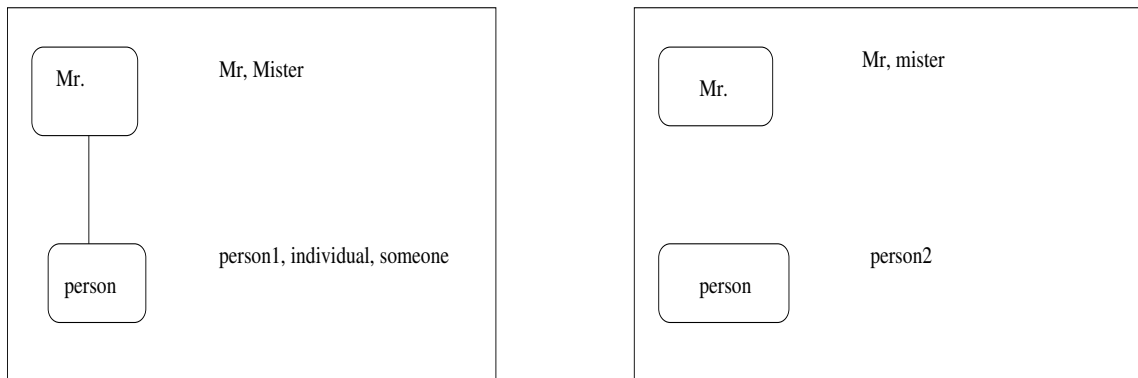 Mr.
Mr, Mister
person
person1, individual, someone
Mr.
Mr, mister
person
person2